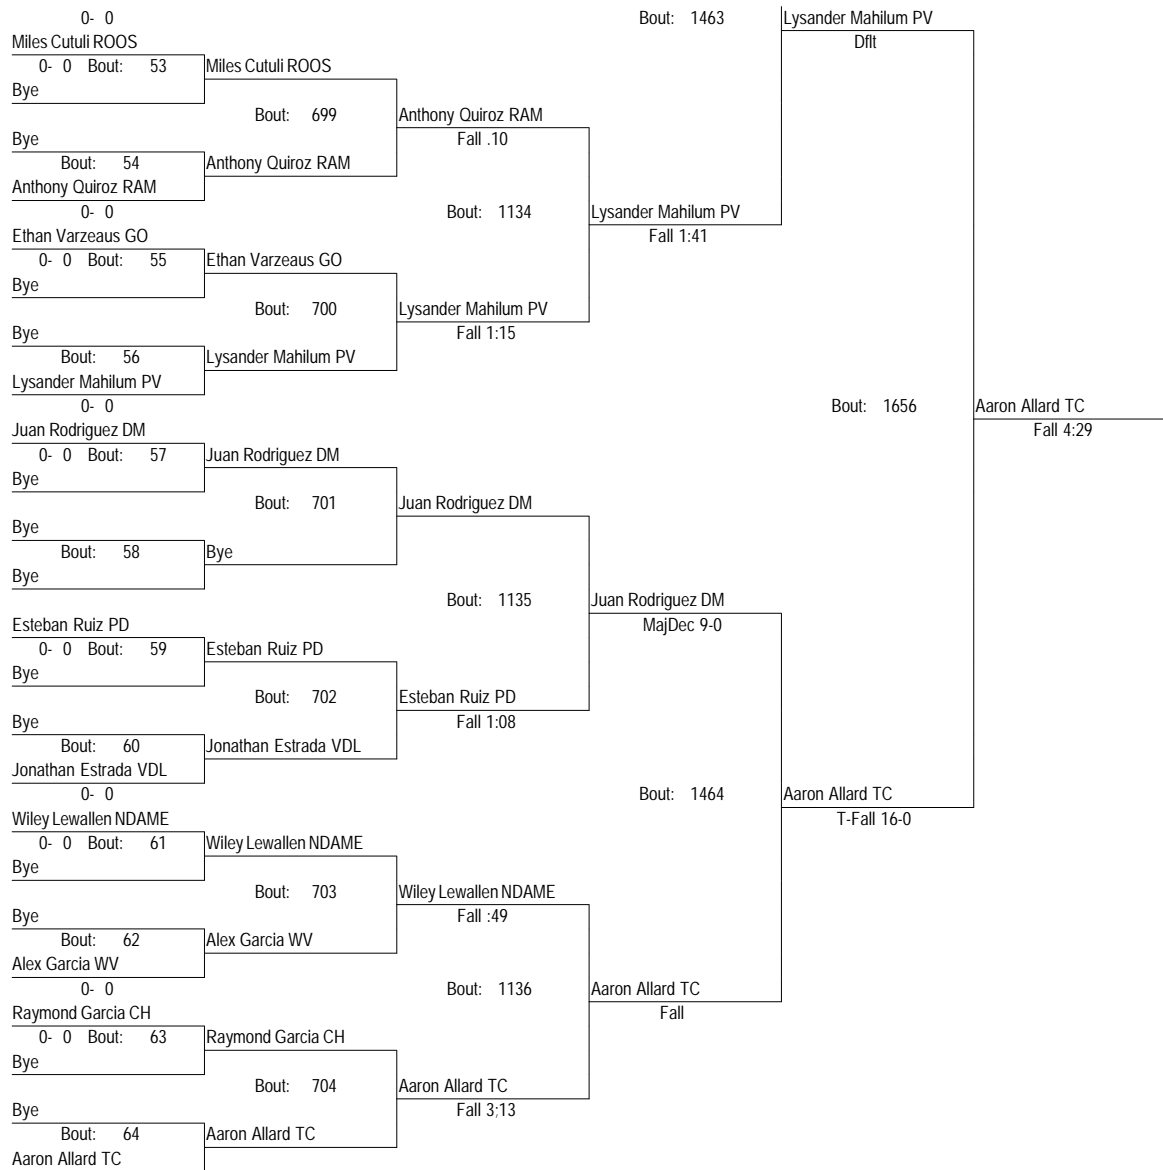 0- 0
Bout: 1463
Lysander Mahilum PV
Miles Cutuli ROOS
Dflt
0- 0 Bout: 53
Miles Cutuli ROOS
Bye
Bout: 699
Anthony Quiroz RAM
Bye
Fall .10
Bout: 54
Anthony Quiroz RAM
Anthony Quiroz RAM
0- 0
Bout: 1134
Lysander Mahilum PV
Ethan Varzeaus GO
Fall 1:41
0- 0 Bout: 55
Ethan Varzeaus GO
Bye
Bout: 700
Lysander Mahilum PV
Bye
Fall 1:15
Bout: 56
Lysander Mahilum PV
Lysander Mahilum PV
0- 0
Bout: 1656
Aaron Allard TC
Juan Rodriguez DM
Fall 4:29
0- 0 Bout: 57
Juan Rodriguez DM
Bye
Bout: 701
Juan Rodriguez DM
Bye
Bout: 58
Bye
Bye
Bout: 1135
Juan Rodriguez DM
Esteban Ruiz PD
MajDec 9-0
0- 0 Bout: 59
Esteban Ruiz PD
Bye
Bout: 702
Esteban Ruiz PD
Bye
Fall 1:08
Bout: 60
Jonathan Estrada VDL
Jonathan Estrada VDL
0- 0
Bout: 1464
Aaron Allard TC
Wiley Lewallen NDAME
T-Fall 16-0
0- 0 Bout: 61
Wiley Lewallen NDAME
Bye
Bout: 703
Wiley Lewallen NDAME
Bye
Fall :49
Bout: 62
Alex Garcia WV
Alex Garcia WV
0- 0
Bout: 1136
Aaron Allard TC
Raymond Garcia CH
Fall
0- 0 Bout: 63
Raymond Garcia CH
Bye
Bout: 704
Aaron Allard TC
Bye
Fall 3;13
Bout: 64
Aaron Allard TC
Aaron Allard TC